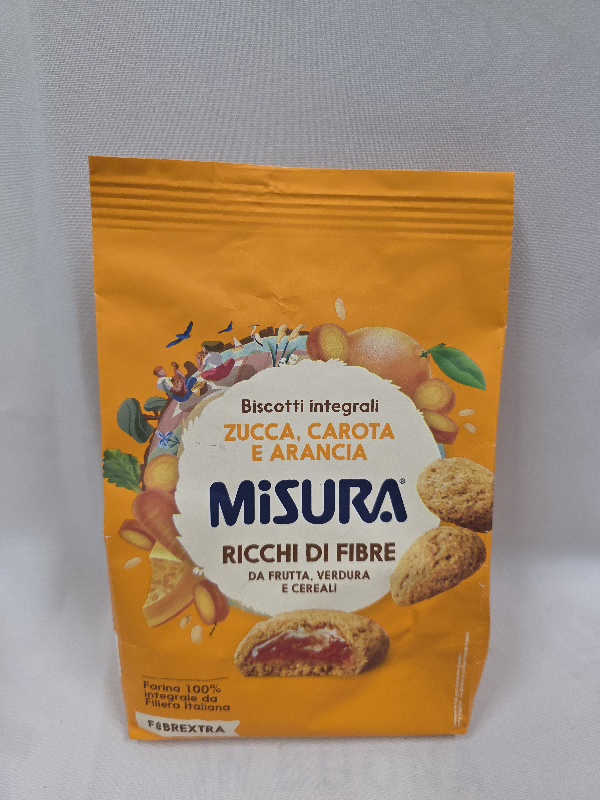 Biscotti integrali
ZUCCA, CAROTA
E ARANCIA
MiSURA®
RICCHI DI FIBRE
DA FRUTTA, VERDURA
E CEREALI
Farina 100%
integrale da
Filiera Italiana
FiBREXTRA